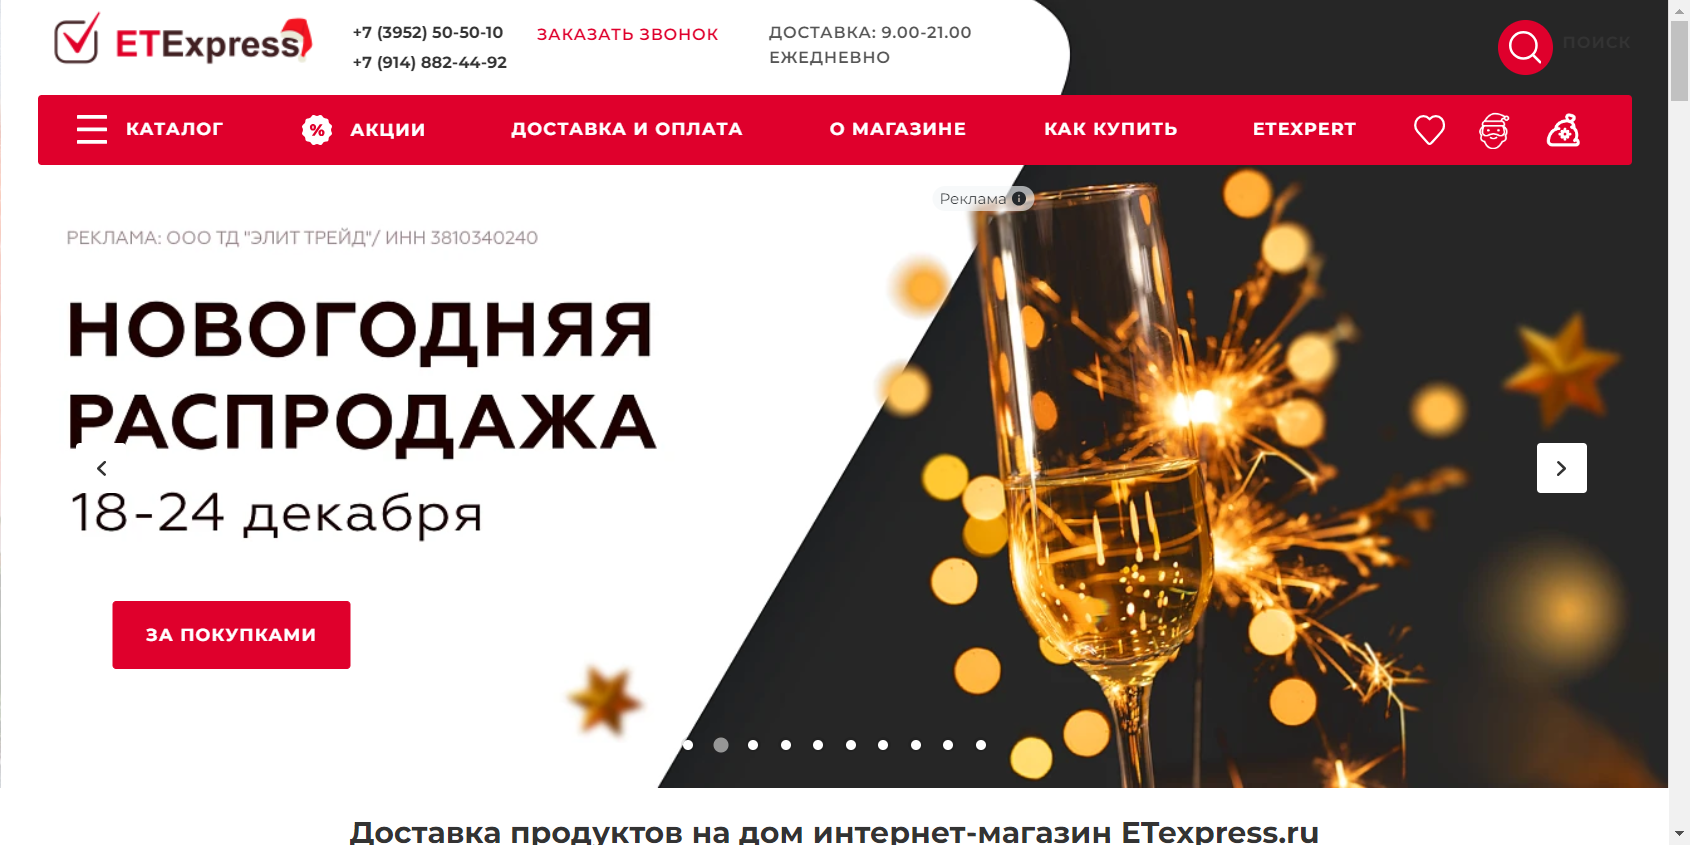 ETExpress
+7 (3952) 50-50-10
+7 (914) 882-44-92
ЗАКАЗАТЬ ЗВОНОК
ДОСТАВКА: 9.00-21.00
ЕЖЕДНЕВНО
ПОИСК
КАТАЛОГ
% АКЦИИ
ДОСТАВКА И ОПЛАТА
О МАГАЗИНЕ
КАК КУПИТЬ
ETEXPERT
Реклама
РЕКЛАМА: ООО ТД "ЭЛИТ ТРЕЙД"/ ИНН 3810340240
НОВОГОДНЯЯ
РАСПРОДАЖА
18-24 декабря
ЗА ПОКУПКАМИ
Доставка продуктов на дом интернет-магазин ETexpress.ru